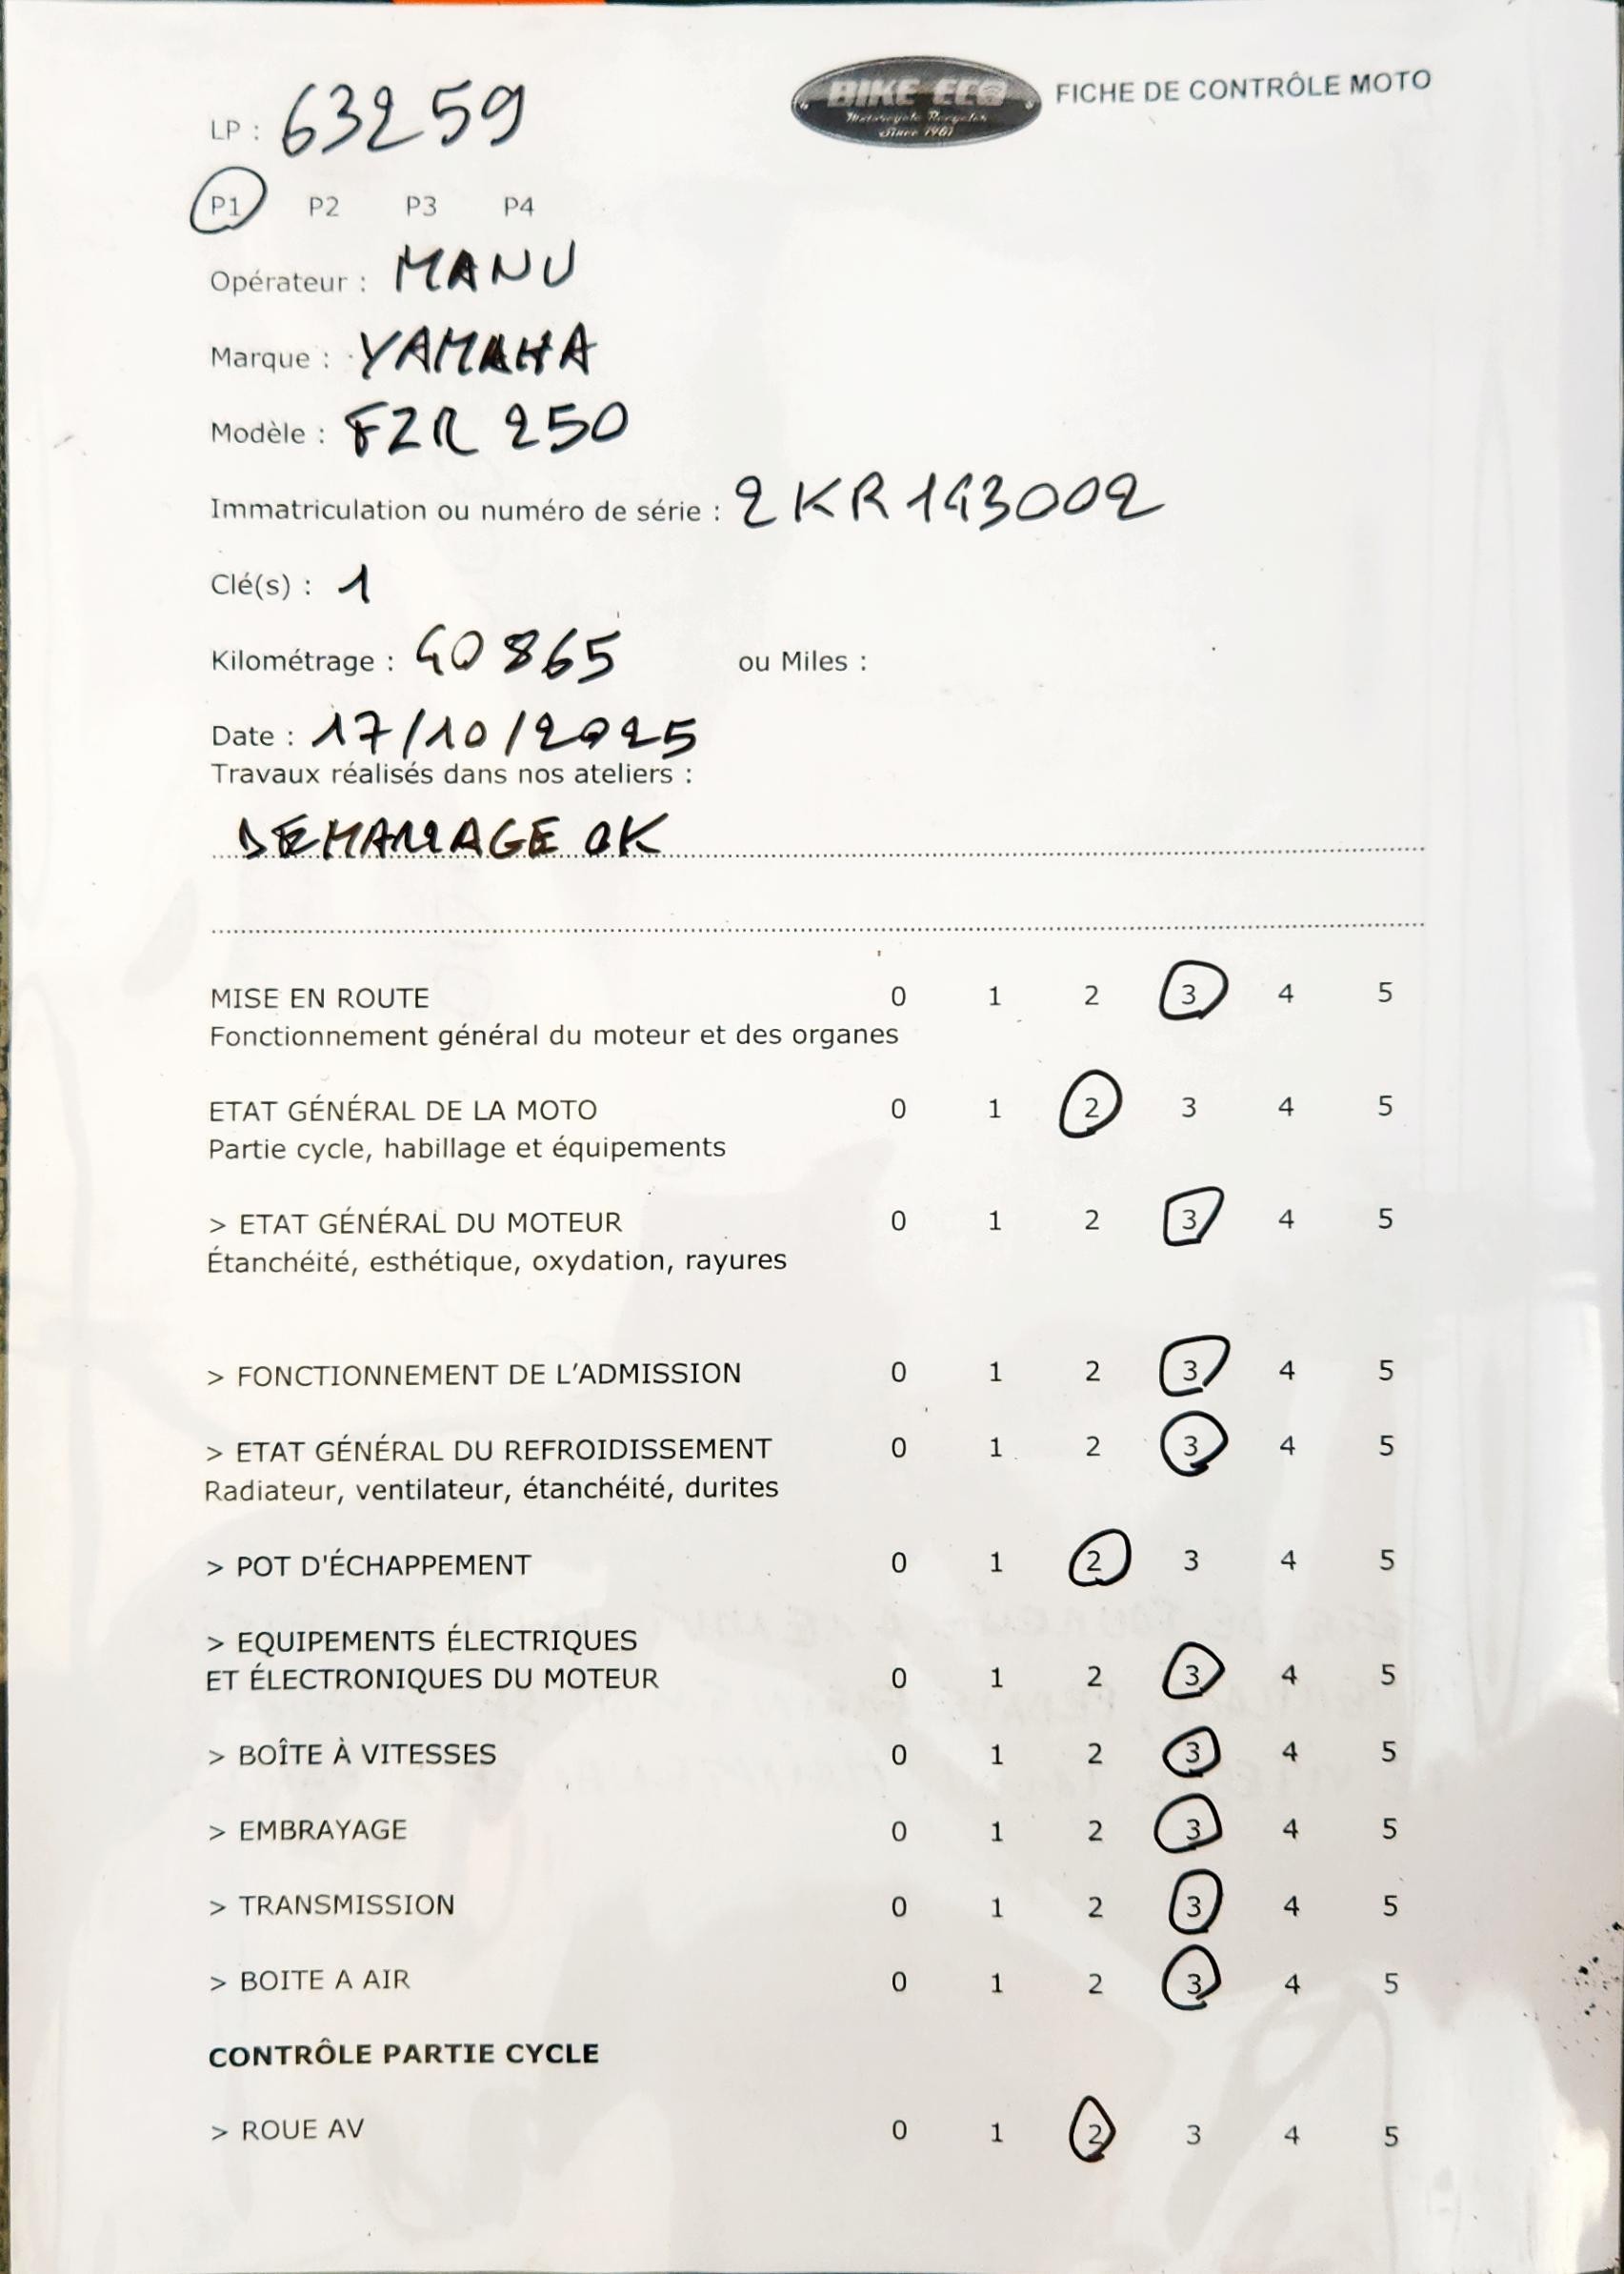 LP : 63259
BIKE ECO
Motorcycle Recycler
Since 1981
FICHE DE CONTRÔLE MOTO
P1 P2 P3 P4
Opérateur : MANU
Marque : YAMAHA
Modèle : FZR 250
Immatriculation ou numéro de série : 2KR143002
Clé(s) : 1
Kilométrage : 40865 ou Miles :
Date : 17/10/2025
Travaux réalisés dans nos ateliers :
DEMARRAGE OK
MISE EN ROUTE 0 1 2 3 4 5
Fonctionnement général du moteur et des organes
ETAT GÉNÉRAL DE LA MOTO 0 1 2 3 4 5
Partie cycle, habillage et équipements
> ETAT GÉNÉRAL DU MOTEUR 0 1 2 3 4 5
Étanchéité, esthétique, oxydation, rayures
> FONCTIONNEMENT DE L'ADMISSION 0 1 2 3 4 5
> ETAT GÉNÉRAL DU REFROIDISSEMENT 0 1 2 3 4 5
Radiateur, ventilateur, étanchéité, durites
> POT D'ÉCHAPPEMENT 0 1 2 3 4 5
> EQUIPEMENTS ÉLECTRIQUES
ET ÉLECTRONIQUES DU MOTEUR 0 1 2 3 4 5
> BOÎTE À VITESSES 0 1 2 3 4 5
> EMBRAYAGE 0 1 2 3 4 5
> TRANSMISSION 0 1 2 3 4 5
> BOITE A AIR 0 1 2 3 4 5
CONTRÔLE PARTIE CYCLE
> ROUE AV 0 1 2 3 4 5